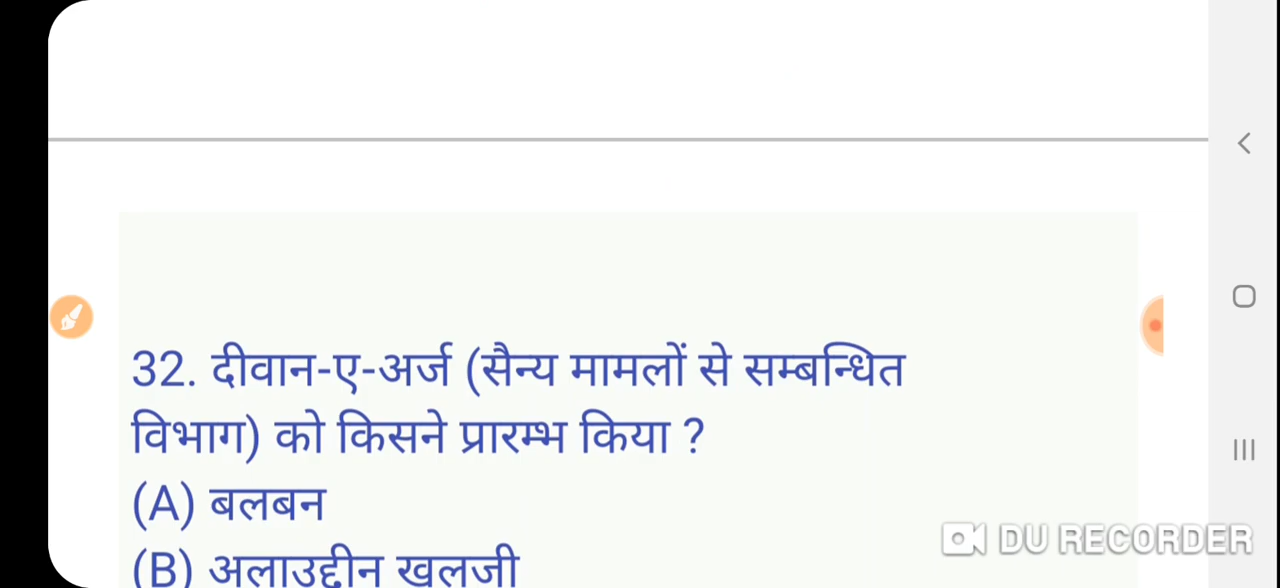 32. दीवान-ए-अर्ज (सैन्य मामलों से सम्बन्धित
विभाग) को किसने प्रारम्भ किया ?
(A) बलबन
(B) अलाउद्दीन खलजी
DU RECORDER